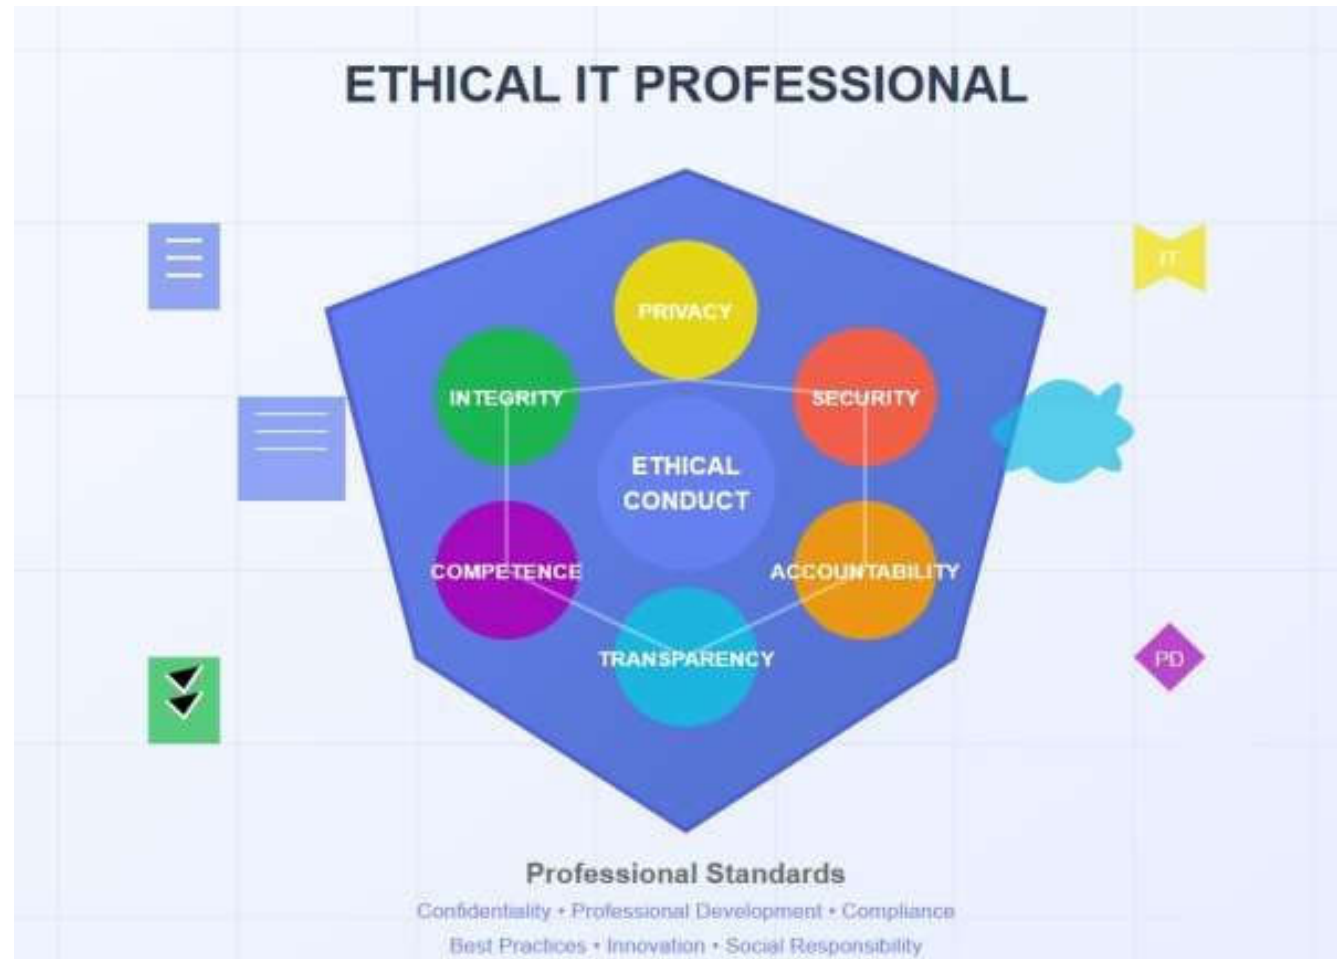 ETHICAL IT PROFESSIONAL
IT
PRIVACY
INTEGRITY
SECURITY
ETHICAL
CONDUCT
COMPETENCE
ACCOUNTABILITY
TRANSPARENCY
PD
Professional Standards
Confidentiality • Professional Development • Compliance
Best Practices • Innovation • Social Responsibility